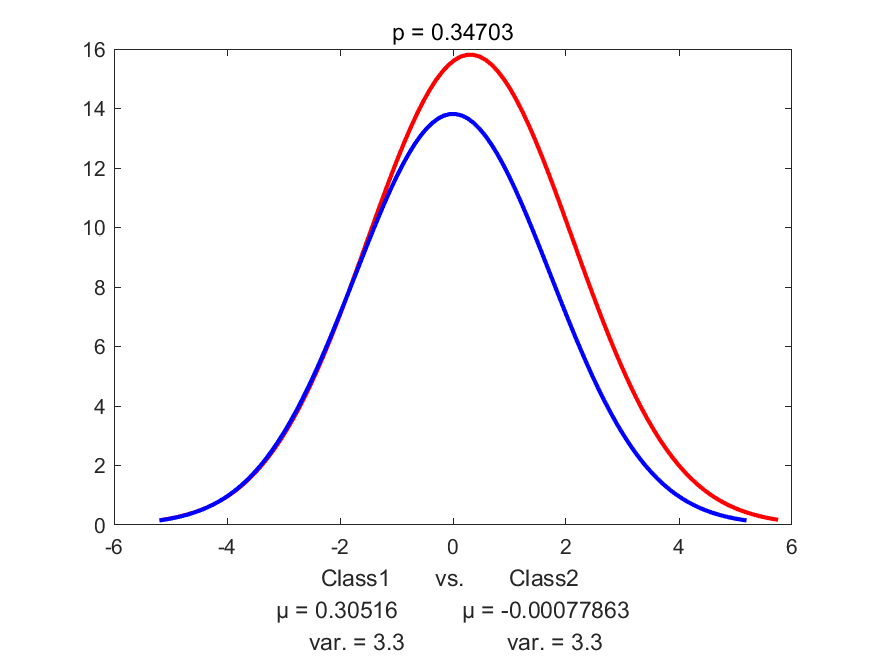 p = 0.34703
16
14
12
10
8
6
4
2
0
-6 -4 -2 0 2 4 6
Class1 vs. Class2
μ = 0.30516 μ = -0.00077863
var. = 3.3 var. = 3.3